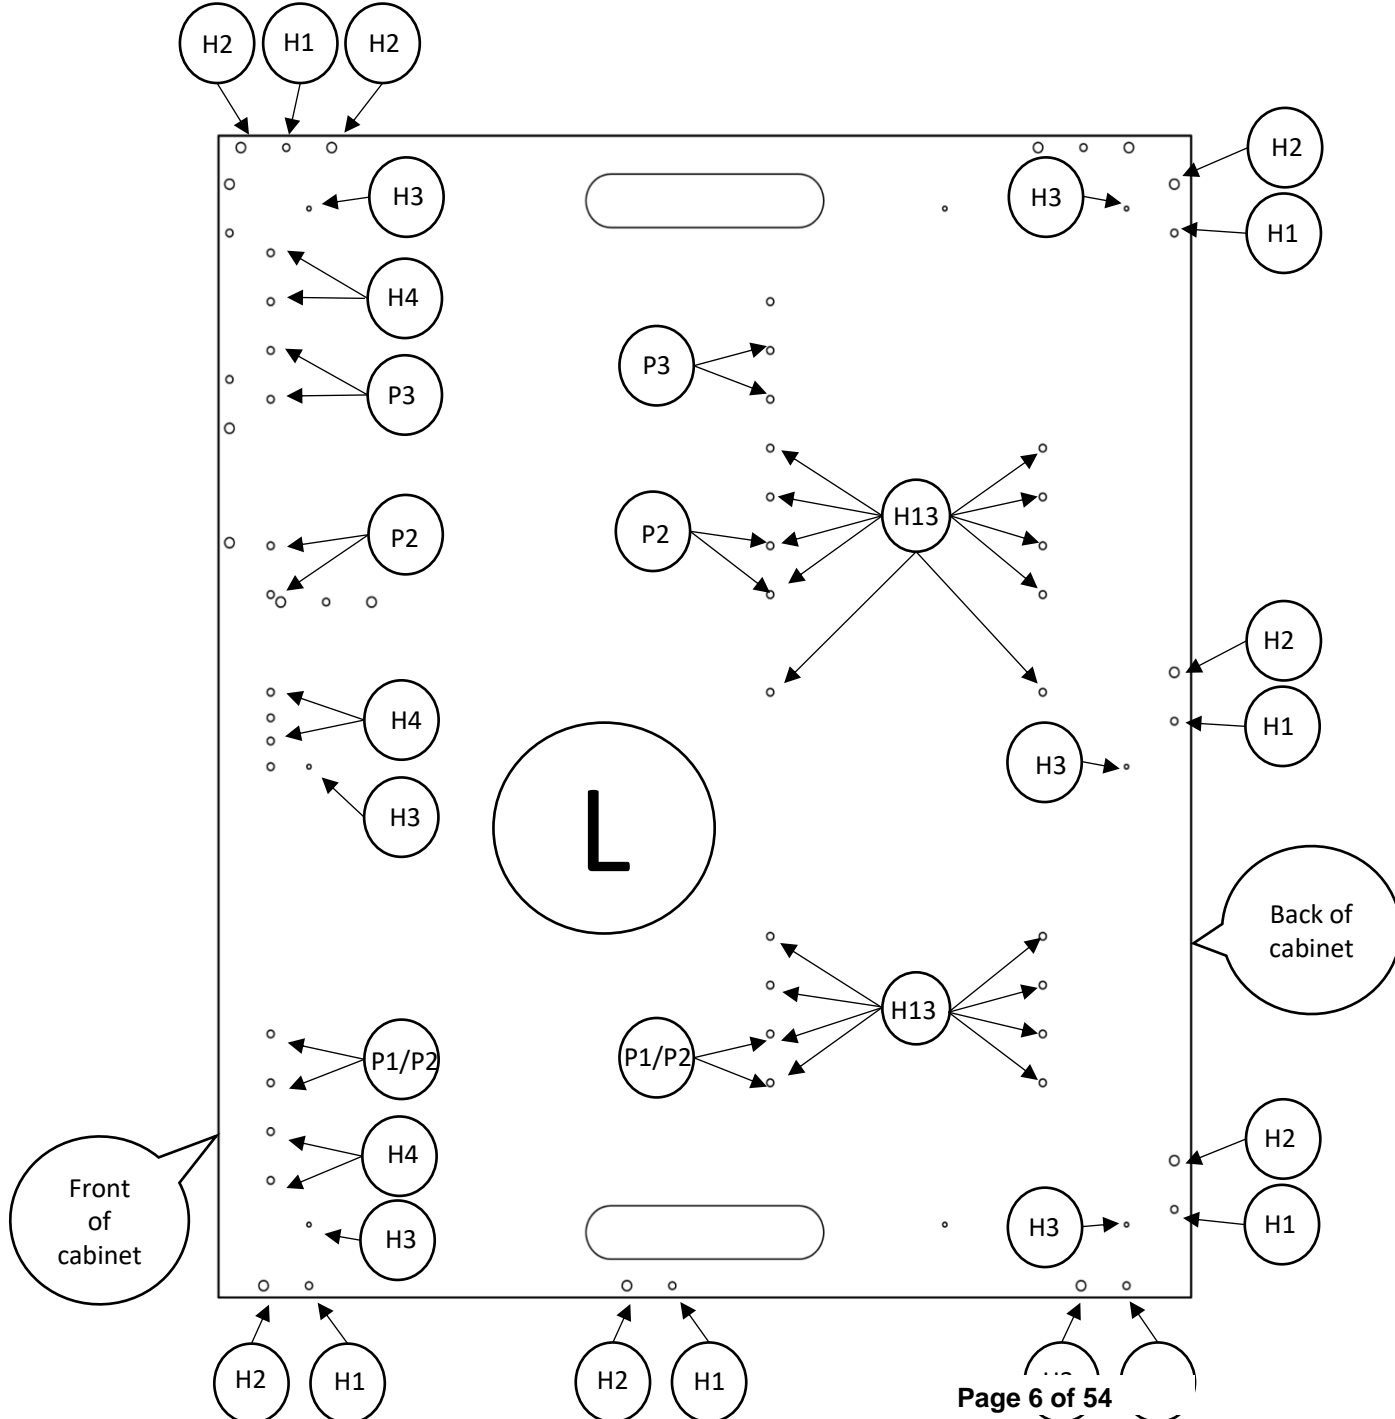 H2 H1 H2
H2
H3
H3
H1
H4
P3
P3
H13
P2
P2
H2
H4
H1
H3
H3
L
Back of
cabinet
H13
P1/P2
P1/P2
H2
H4
Front
of
cabinet
H3
H3
H1
H2
H1
H2
H1
Page 6 of 54